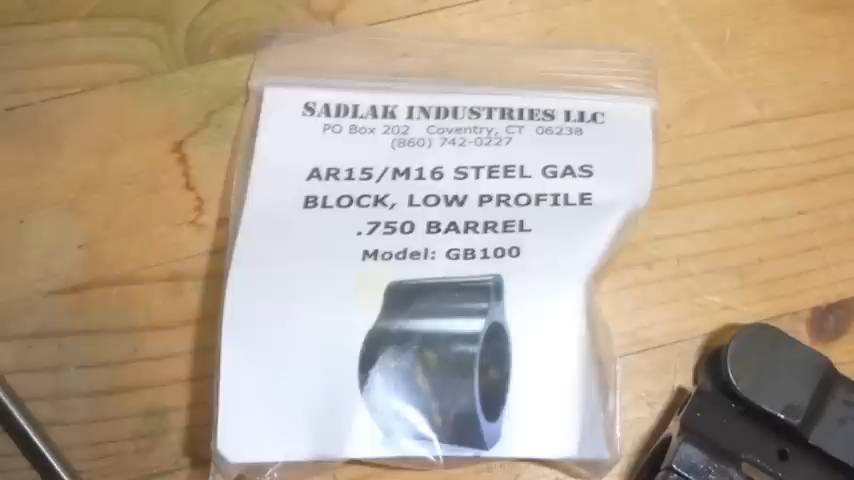 SADLAK INDUSTRIES LLC
PO Box 202 Coventry, CT 06238
(860) 742-0227
AR15/M16 STEEL GAS
BLOCK, LOW PROFILE
.750 BARREL
Model: GB100